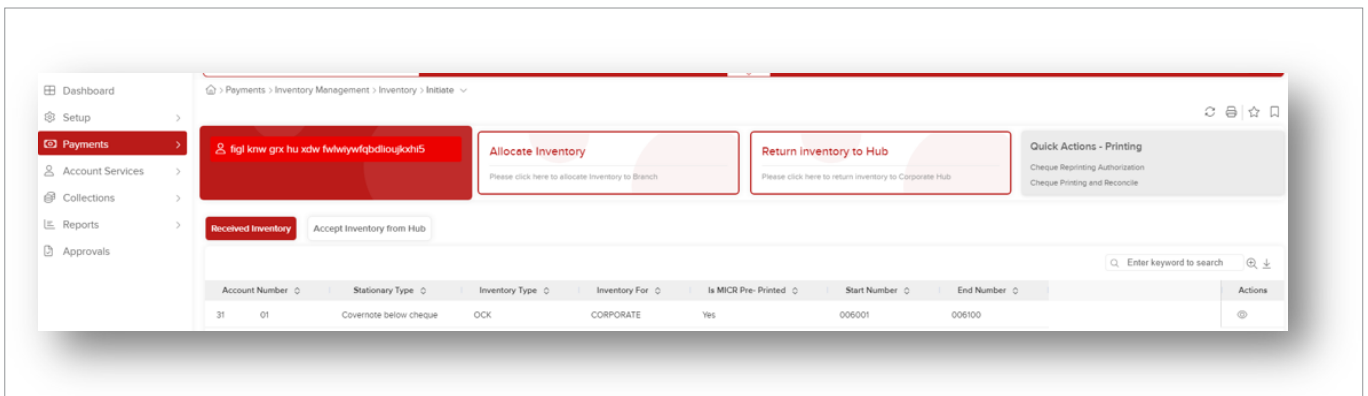 Dashboard
Setup
Payments
Account Services
Collections
Reports
Approvals
> Payments > Inventory Management > Inventory > Initiate
figl knw grx hu xdw fwlwiywfqbdlioujkxhi5
Allocate Inventory
Please click here to allocate Inventory to Branch.
Return inventory to Hub
Please click here to return inventory to Corporate Hub.
Quick Actions - Printing
Cheque Reprinting Authorization
Cheque Printing and Reconcile
Received Inventory Accept Inventory from Hub
Enter keyword to search
Account Number Stationary Type Inventory Type Inventory For Is MICR Pre- Printed Start Number End Number Actions
31 01 Covernote below cheque OCK CORPORATE Yes 006001 006100